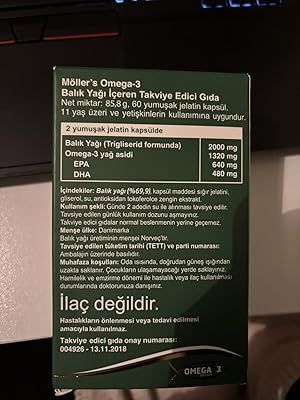 Möller's Omega-3
Balık Yağı İçeren Takviye Edici Gıda
Net miktar: 85,8 g, 60 yumuşak jelatin kapsül.
11 yaş üzeri ve yetişkinlerin kullanımına uygundur.
2 yumuşak jelatin kapsülde
Balık Yağı (Trigliserid formunda) 2000 mg
Omega-3 yağ asidi 1320 mg
EPA 640 mg
DHA 480 mg
İçindekiler: Balık yağı (%69,9), kapsül maddesi sığır jelatini,
gliserol, su, antioksidan tokoferolce zengin ekstrakt.
Kullanım şekli: Günde 2 adedin su ile alınması tavsiye edilir.
Tavsiye edilen günlük kullanım dozunu aşmayınız.
Takviye edici gıdalar normal beslenmenin yerine geçemez.
Menşe ülke: Danimarka
Balık yağı üretiminin menşei Norveç'tir.
Tavsiye edilen tüketim tarihi (TETT) ve parti numarası:
Ambalajın üzerinde basılıdır.
Muhafaza koşulları: Oda ısısında, doğrudan güneş ışığından
uzakta saklayın. Çocukların ulaşamayacağı yerde saklayınız.
Hamilelik ve emzirme dönemi ile hastalık veya ilaç kullanılması
durumlarında doktorunuza danışınız.
İlaç değildir.
Hastalıkların önlenmesi veya tedavi edilmesi
amacıyla kullanılmaz.
Takviye edici gıda onay numarası:
004926 - 13.11.2018
OMEGA 3